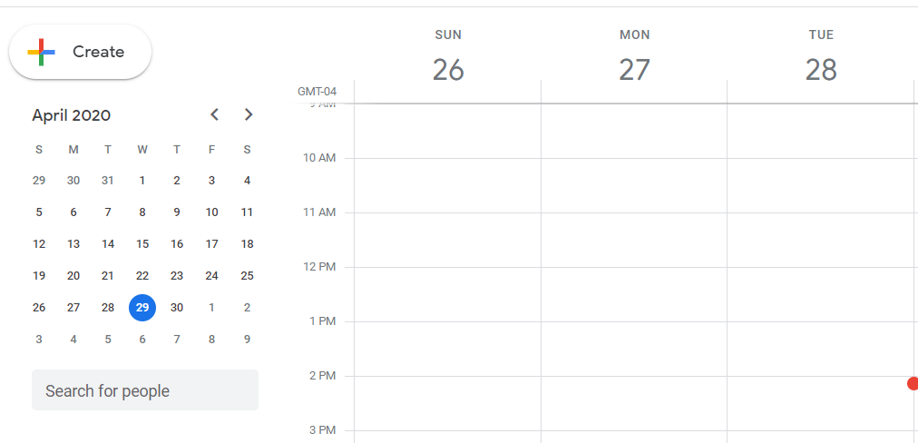 Create
April 2020
S M T W T F S
29 30 31 1 2 3 4
5 6 7 8 9 10 11
12 13 14 15 16 17 18
19 20 21 22 23 24 25
26 27 28 29 30 1 2
3 4 5 6 7 8 9
Search for people
SUN MON TUE
26 27 28
GMT-04
9 AM
10 AM
11 AM
12 PM
1 PM
2 PM
3 PM